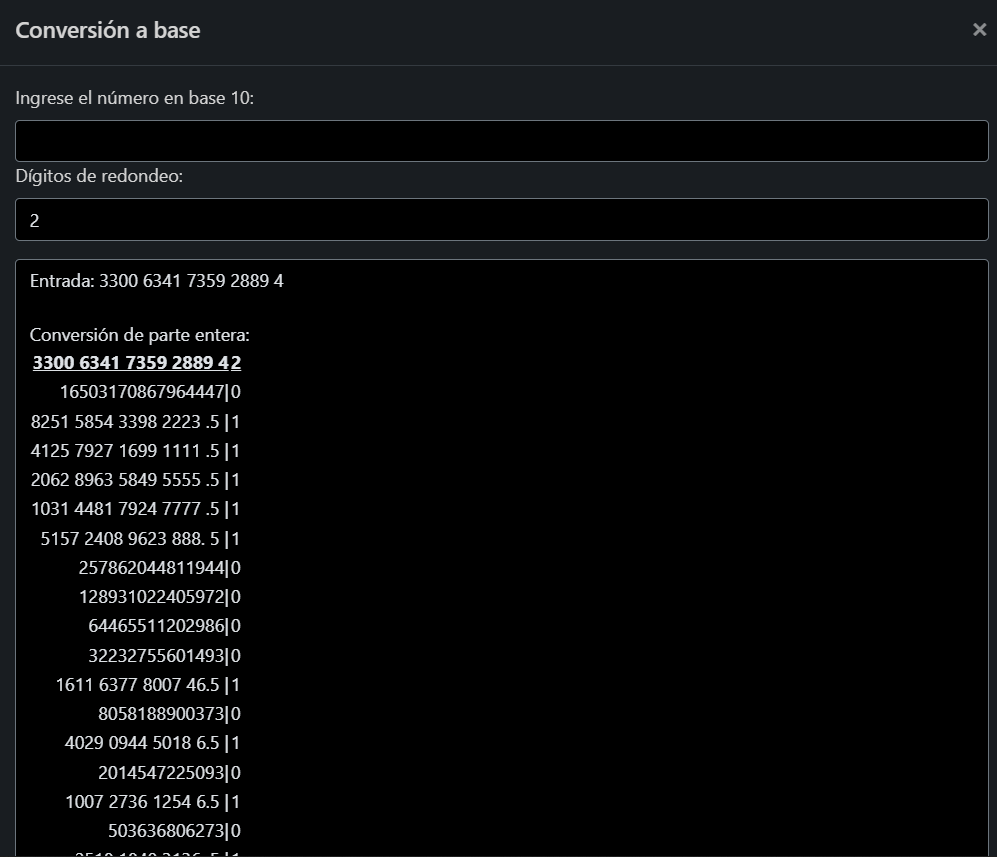 Conversión a base ×
Ingrese el número en base 10:
Dígitos de redondeo:
2
Entrada: 3300 6341 7359 2889 4
Conversión de parte entera:
3300 6341 7359 2889 4 2
16503170867964447|0
8251 5854 3398 2223 .5 |1
4125 7927 1699 1111 .5 |1
2062 8963 5849 5555 .5 |1
1031 4481 7924 7777 .5 |1
5157 2408 9623 888. 5 |1
257862044811944|0
128931022405972|0
64465511202986|0
32232755601493|0
1611 6377 8007 46.5 |1
8058188900373|0
4029 0944 5018 6.5 |1
2014547225093|0
1007 2736 1254 6.5 |1
503636806273|0